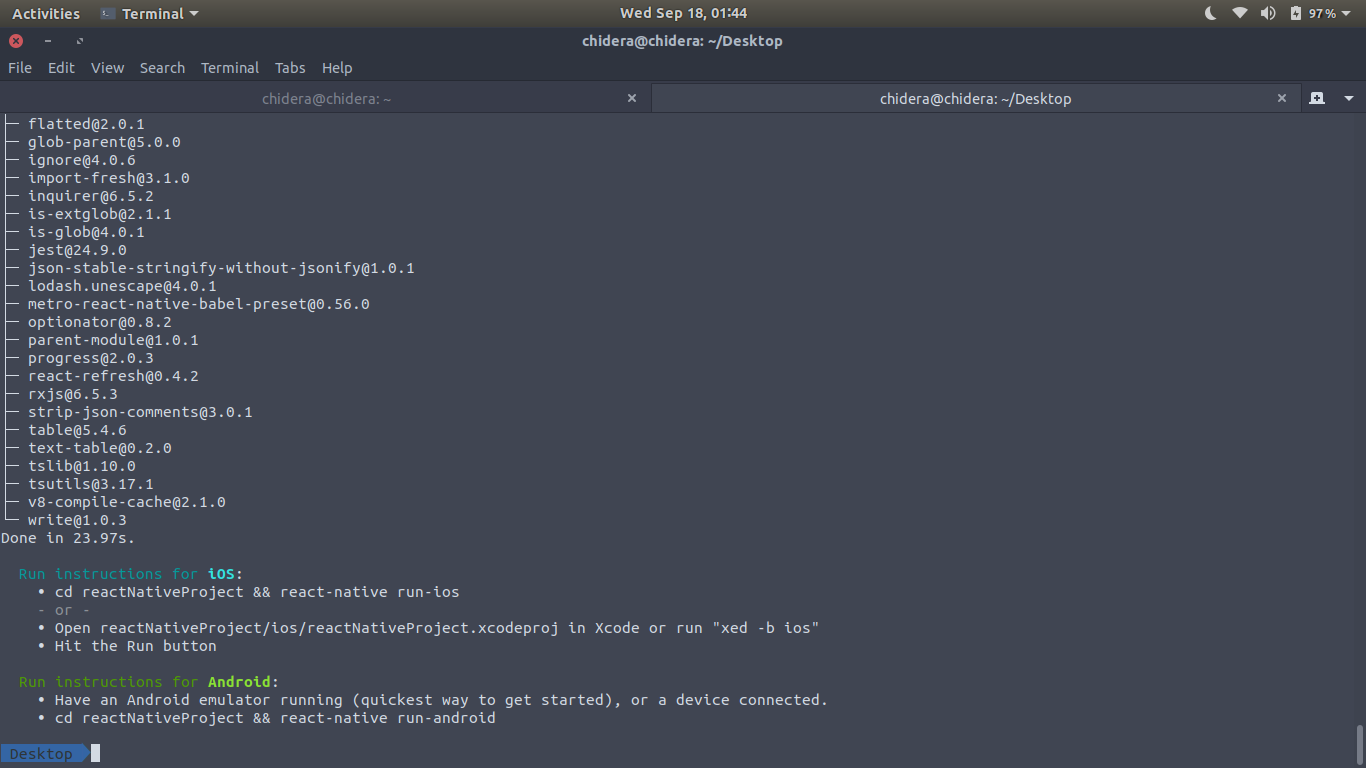 Activities Terminal Wed Sep 18, 01:44 97%
chidera@chidera: ~/Desktop
File Edit View Search Terminal Tabs Help
chidera@chidera: ~ × chidera@chidera: ~/Desktop ×
├─ flatted@2.0.1
├─ glob-parent@5.0.0
├─ ignore@4.0.6
├─ import-fresh@3.1.0
├─ inquirer@6.5.2
├─ is-extglob@2.1.1
├─ is-glob@4.0.1
├─ jest@24.9.0
├─ json-stable-stringify-without-jsonify@1.0.1
├─ lodash.unescape@4.0.1
├─ metro-react-native-babel-preset@0.56.0
├─ optionator@0.8.2
├─ parent-module@1.0.1
├─ progress@2.0.3
├─ react-refresh@0.4.2
├─ rxjs@6.5.3
├─ strip-json-comments@3.0.1
├─ table@5.4.6
├─ text-table@0.2.0
├─ tslib@1.10.0
├─ tsutils@3.17.1
├─ v8-compile-cache@2.1.0
└─ write@1.0.3
Done in 23.97s.
Run instructions for iOS:
• cd reactNativeProject && react-native run-ios
- or -
• Open reactNativeProject/ios/reactNativeProject.xcodeproj in Xcode or run "xed -b ios"
• Hit the Run button
Run instructions for Android:
• Have an Android emulator running (quickest way to get started), or a device connected.
• cd reactNativeProject && react-native run-android
Desktop